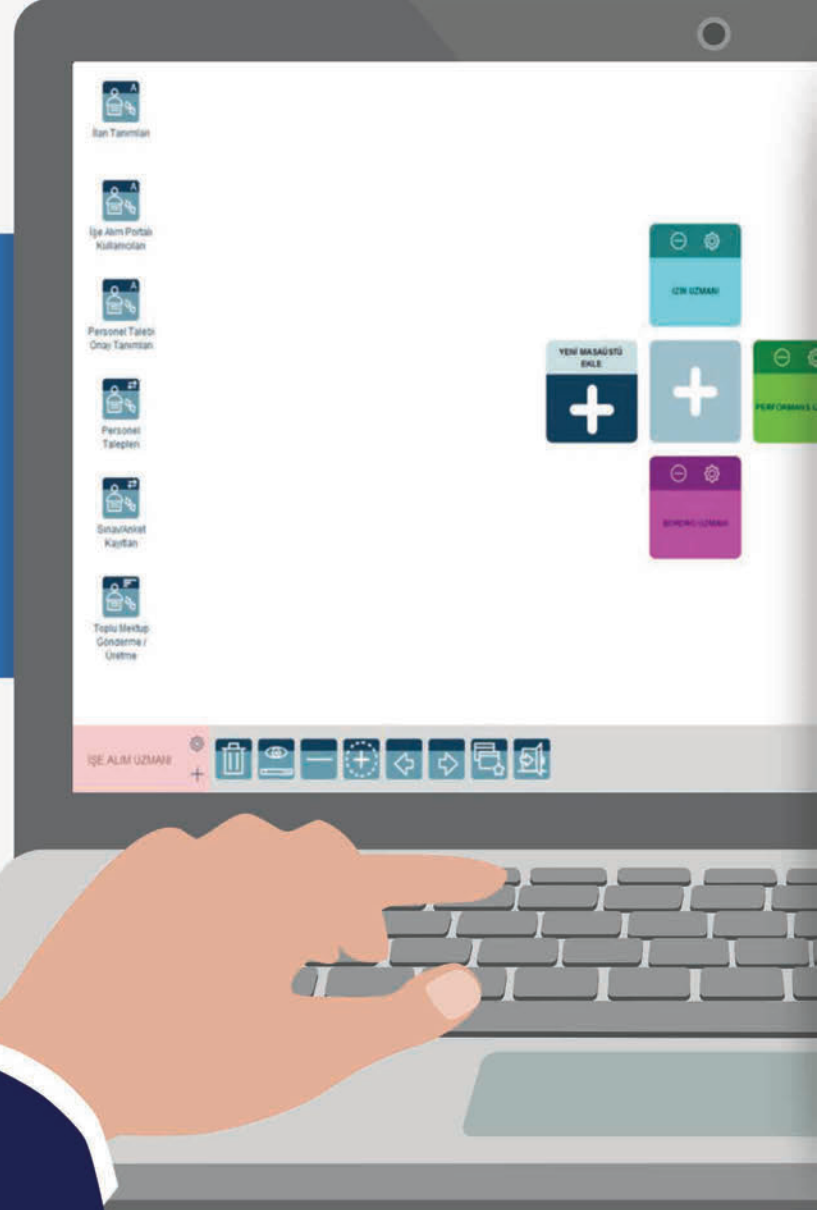 İlan Tanımları
İşe Alım Portalı
Kullanıcıları
Personel Talebi
Onay Tanımları
Personel
Talepleri
Sınav/Anket
Kayıtları
Toplu Mektup
Gönderme /
Üretme
İZİN UZMANI
YENİ MASAÜSTÜ
EKLE
PERFORMANS
BORDRO UZMANI
İŞE ALIM UZMANI